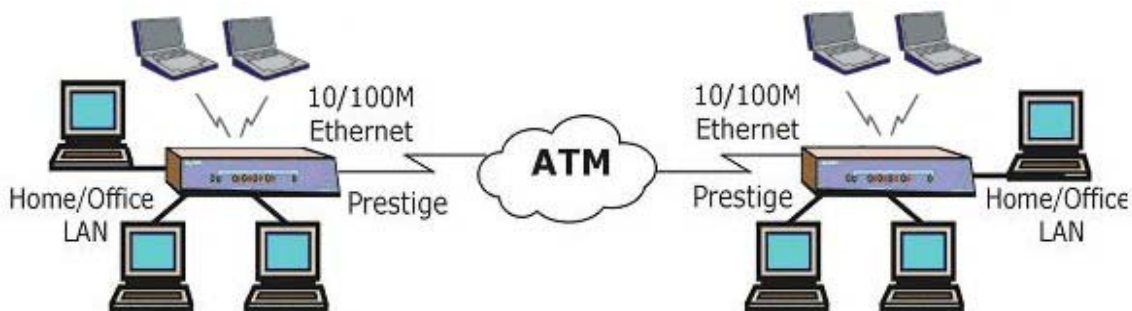 10/100M
Ethernet
Prestige
Home/Office
LAN
ATM
10/100M
Ethernet
Prestige
Home/Office
LAN